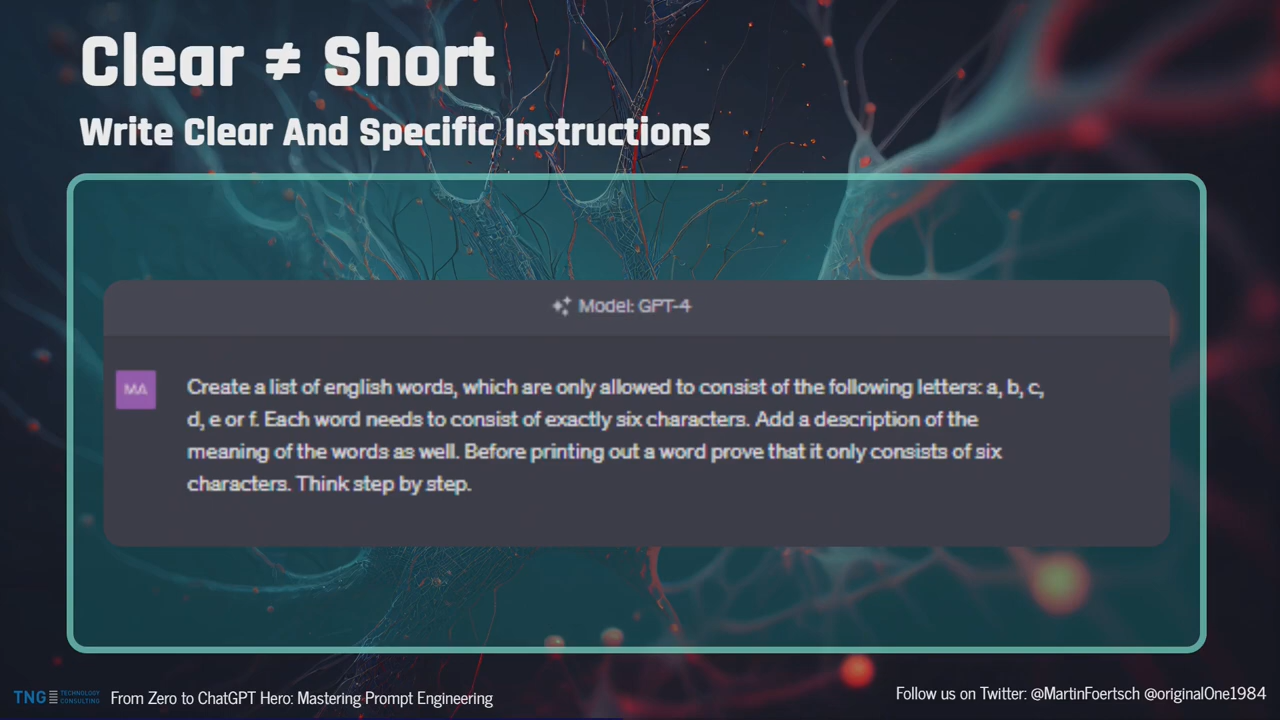 Clear ≠ Short
Write Clear And Specific Instructions
Model: GPT-4
MA
Create a list of english words, which are only allowed to consist of the following letters: a, b, c,
d, e or f. Each word needs to consist of exactly six characters. Add a description of the
meaning of the words as well. Before printing out a word prove that it only consists of six
characters. Think step by step.
TNG TECHNOLOGY CONSULTING
From Zero to ChatGPT Hero: Mastering Prompt Engineering
Follow us on Twitter: @MartinFoertsch @originalOne1984